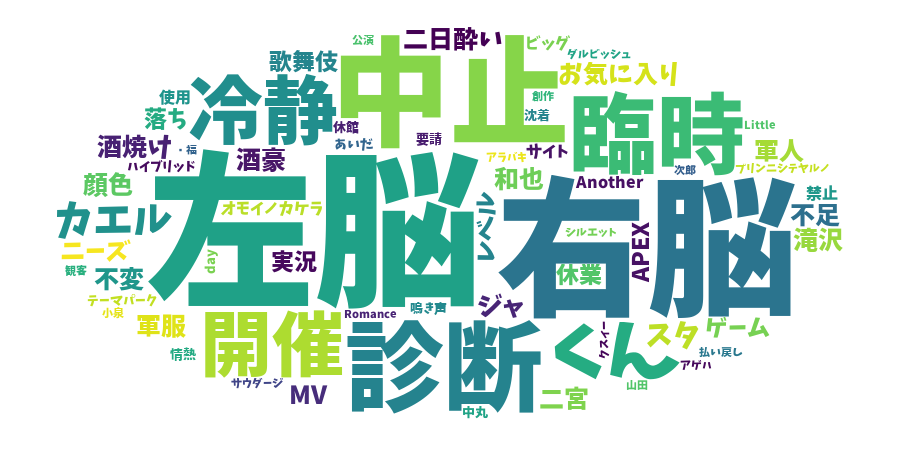 公演
二日酔い
ビッグ
ダルビッシュ
歌舞伎
中止
お気に入り
使用
冷静
創作
臨時
落ち
沈着
休館
Little
酒焼け
・福
あいだ
要請
サイト
軍人
ハイブリッド
酒豪
アラバキ
次郎
プリンニシテヤルノ
顔色
和也
Another
禁止
カエル
左脳
オモイノカケラ
レベル
右脳
不足
ニーズ
シルエット
APEX
滝沢
観客
day
実況
休業
不変
テーマパーク
小泉
鳴き声
ジャ
軍服
開催
Romance
診断
くん
クスイー
スタ
ゲーム
情熱
払い戻し
サウダージ
アゲハ
MV
山田
中丸
二宮